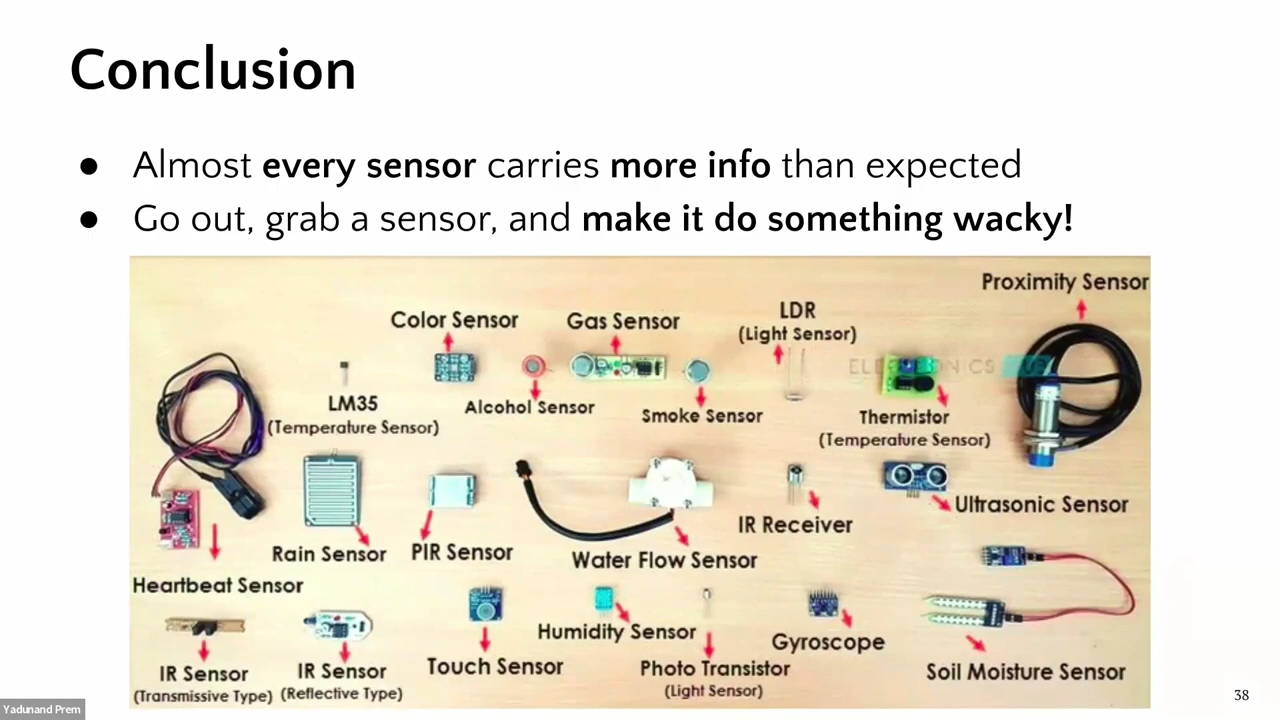 Conclusion
● Almost every sensor carries more info than expected
● Go out, grab a sensor, and make it do something wacky!
Proximity Sensor
LDR
(Light Sensor)
Color Sensor
Gas Sensor
LM35
(Temperature Sensor)
Alcohol Sensor
Smoke Sensor
Thermistor
(Temperature Sensor)
Ultrasonic Sensor
IR Receiver
Rain Sensor
PIR Sensor
Water Flow Sensor
Heartbeat Sensor
Humidity Sensor
Gyroscope
IR Sensor
(Transmissive Type)
IR Sensor
(Reflective Type)
Touch Sensor
Photo Transistor
(Light Sensor)
Soil Moisture Sensor
38
Yadunand Prem